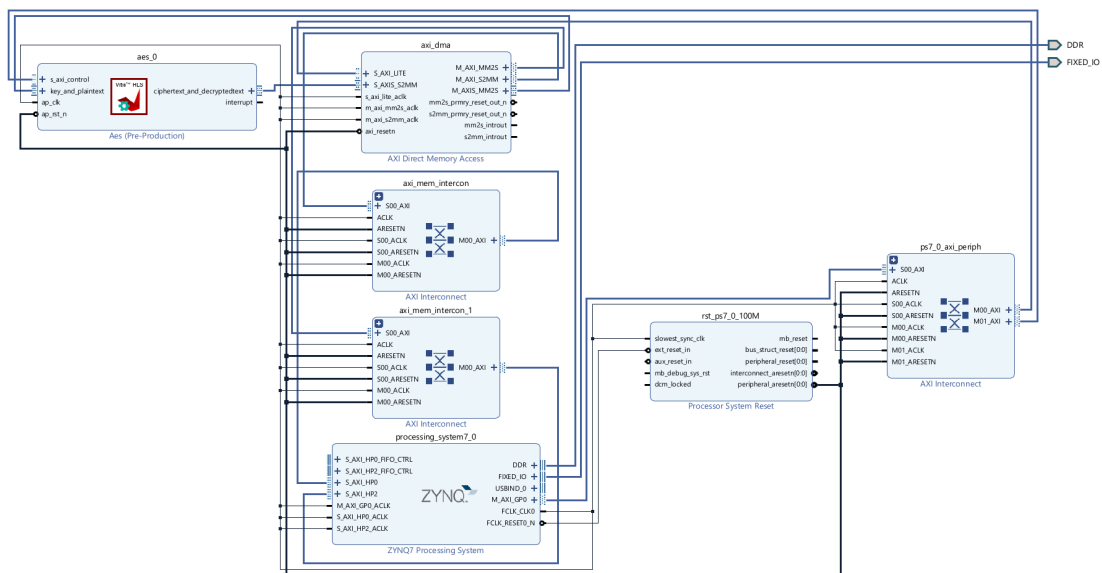 DDR
FIXED_IO
aes_0
s_axi_control
key_and_plaintext
ap_clk
ap_rst_n
Vitis™ HLS
ciphertext_and_decryptedtext
interrupt
Aes (Pre-Production)
axi_dma
S_AXI_LITE
S_AXIS_S2MM
s_axi_lite_aclk
m_axi_mm2s_aclk
m_axi_s2mm_aclk
axi_resetn
M_AXI_MM2S
M_AXI_S2MM
M_AXIS_MM2S
mm2s_prmry_reset_out_n
s2mm_prmry_reset_out_n
mm2s_introut
s2mm_introut
AXI Direct Memory Access
axi_mem_intercon
S00_AXI
ACLK
ARESETN
S00_ACLK
S00_ARESETN
M00_ACLK
M00_ARESETN
M00_AXI
AXI Interconnect
axi_mem_intercon_1
S00_AXI
ACLK
ARESETN
S00_ACLK
S00_ARESETN
M00_ACLK
M00_ARESETN
M00_AXI
AXI Interconnect
processing_system7_0
S_AXI_HP0_FIFO_CTRL
S_AXI_HP2_FIFO_CTRL
S_AXI_HP0
S_AXI_HP2
M_AXI_GP0_ACLK
S_AXI_HP0_ACLK
S_AXI_HP2_ACLK
ZYNQ
DDR
FIXED_IO
USBIND_0
M_AXI_GP0
FCLK_CLK0
FCLK_RESET0_N
ZYNQ7 Processing System
rst_ps7_0_100M
slowest_sync_clk
ext_reset_in
aux_reset_in
mb_debug_sys_rst
dcm_locked
mb_reset
bus_struct_reset[0:0]
peripheral_reset[0:0]
interconnect_aresetn[0:0]
peripheral_aresetn[0:0]
Processor System Reset
ps7_0_axi_periph
S00_AXI
ACLK
ARESETN
S00_ACLK
S00_ARESETN
M00_ACLK
M00_ARESETN
M01_ACLK
M01_ARESETN
M00_AXI
M01_AXI
AXI Interconnect